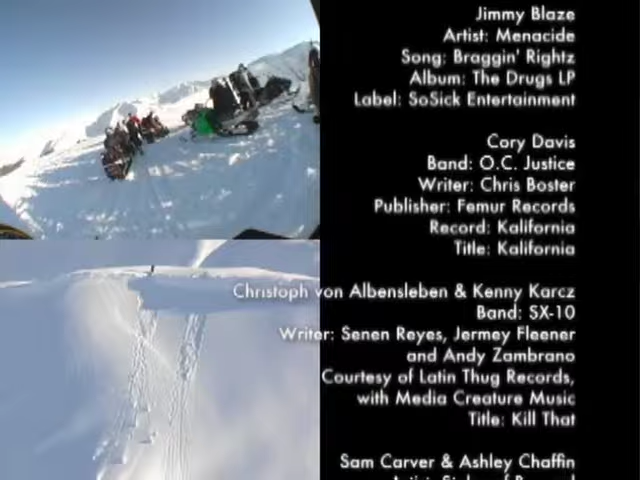 Jimmy Blaze
Artist: Menacide
Song: Braggin' Rightz
Album: The Drugs LP
Label: SoSick Entertainment
Cory Davis
Band: O.C. Justice
Writer: Chris Boster
Publisher: Femur Records
Record: Kalifornia
Title: Kalifornia
Christoph von Albensleben & Kenny Karcz
Band: SX-10
Writer: Senen Reyes, Jermey Fleener
and Andy Zambrano
Courtesy of Latin Thug Records,
with Media Creature Music
Title: Kill That
Sam Carver & Ashley Chaffin